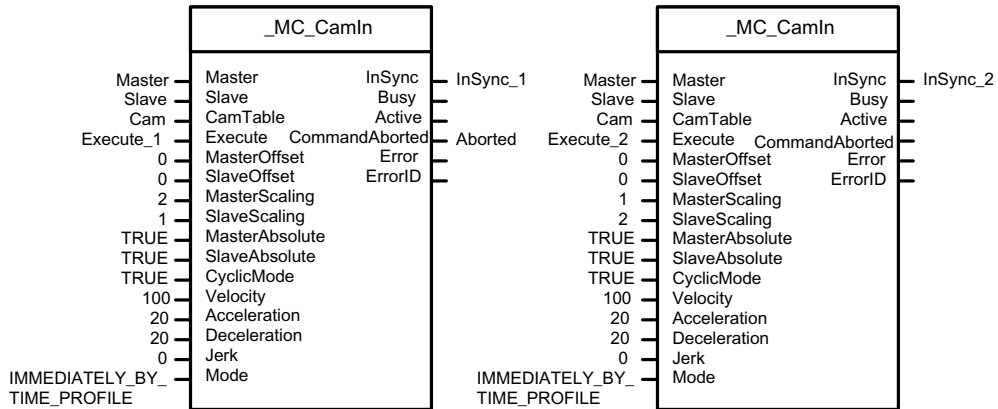 _MC_CamIn
Master Master InSync InSync_1
Slave Slave Busy
Cam CamTable Active
Execute_1 Execute CommandAborted Aborted
0 MasterOffset Error
0 SlaveOffset ErrorID
2 MasterScaling
1 SlaveScaling
TRUE MasterAbsolute
TRUE SlaveAbsolute
TRUE CyclicMode
100 Velocity
20 Acceleration
20 Deceleration
0 Jerk
IMMEDIATELY_BY_ Mode
TIME_PROFILE
_MC_CamIn
Master Master InSync InSync_2
Slave Slave Busy
Cam CamTable Active
Execute_2 Execute CommandAborted
0 MasterOffset Error
0 SlaveOffset ErrorID
1 MasterScaling
2 SlaveScaling
TRUE MasterAbsolute
TRUE SlaveAbsolute
TRUE CyclicMode
100 Velocity
20 Acceleration
20 Deceleration
0 Jerk
IMMEDIATELY_BY_ Mode
TIME_PROFILE